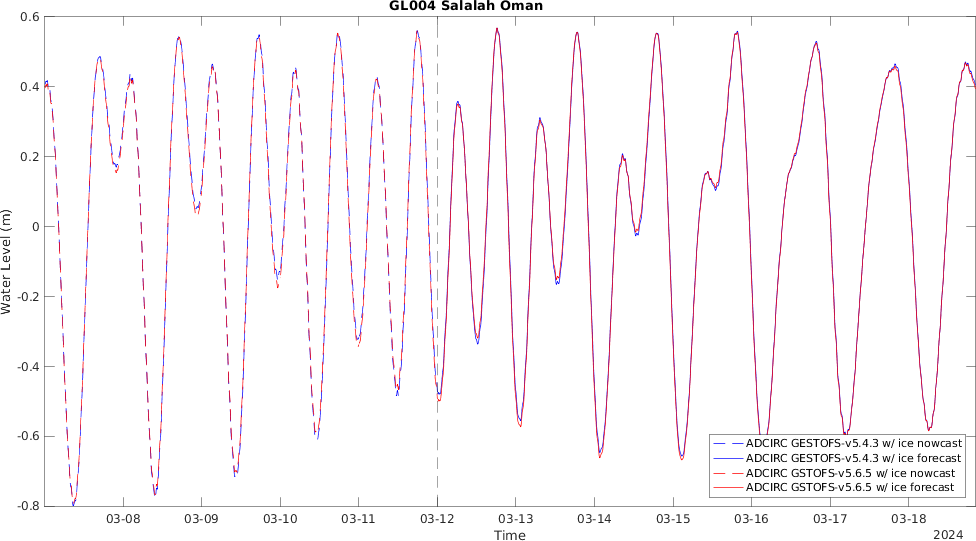 GL004 Salalah Oman
0.6
0.4
0.2
0
-0.2
-0.4
-0.6
-0.8
Water Level (m)
ADCIRC GESTOFS-v5.4.3 w/ ice nowcast
ADCIRC GESTOFS-v5.4.3 w/ ice forecast
ADCIRC GSTOFS-v5.6.5 w/ ice nowcast
ADCIRC GSTOFS-v5.6.5 w/ ice forecast
03-08 03-09 03-10 03-11 03-12 03-13 03-14 03-15 03-16 03-17 03-18
Time
2024